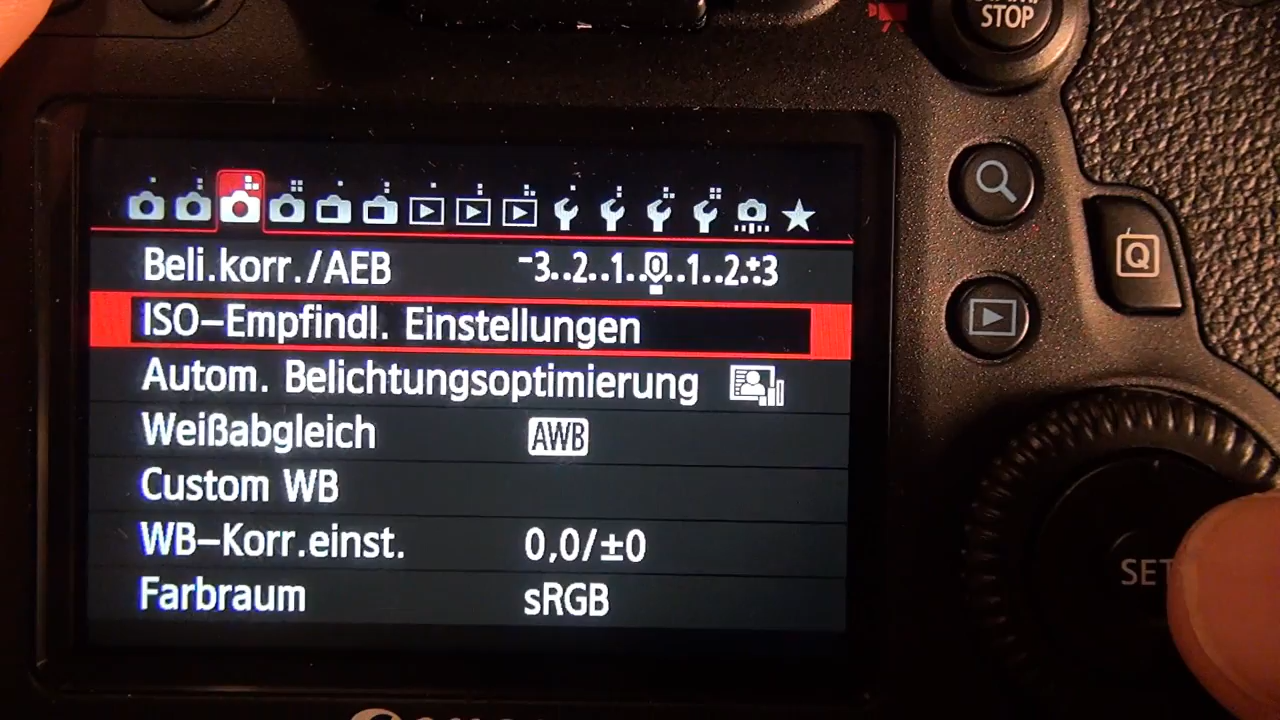 STOP
Beli.korr./AEB -3..2..1..0..1..2.:+3
ISO-Empfindl. Einstellungen
Autom. Belichtungsoptimierung
Weißabgleich AWB
Custom WB
WB-Korr.einst. 0,0/±0
Farbraum sRGB
Q
SET